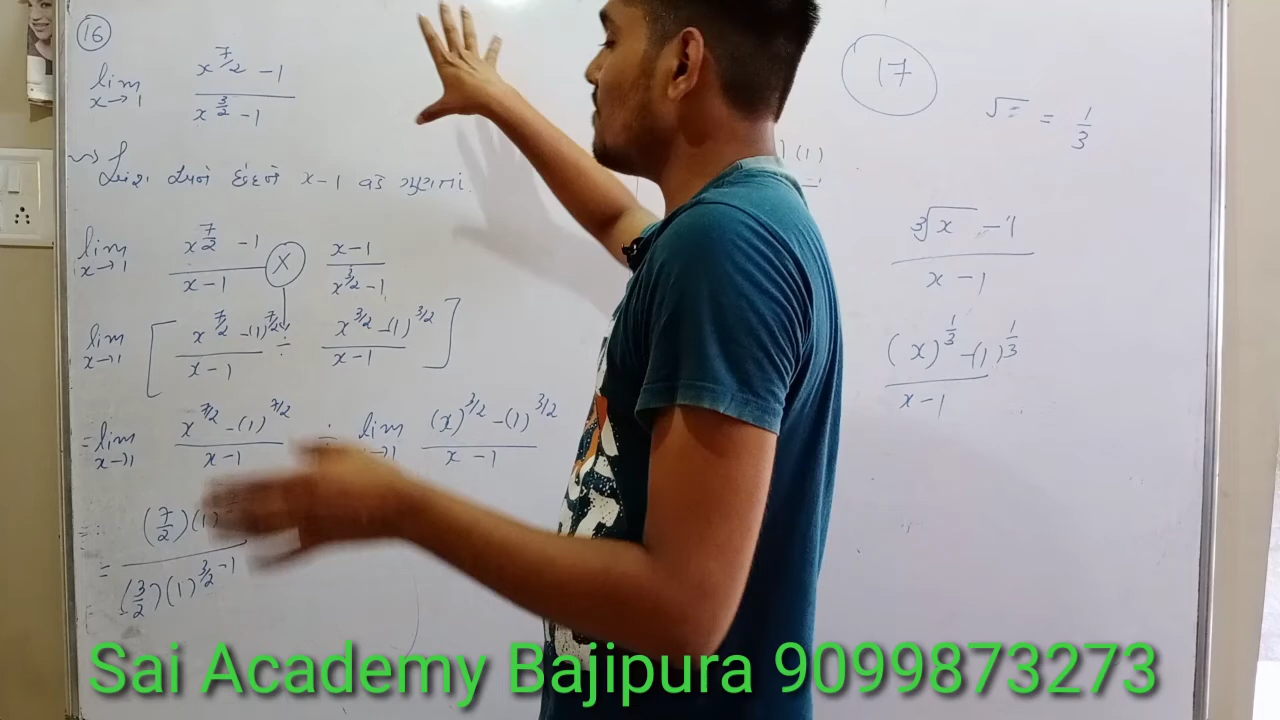 16
lim x→1 x^7/2 - 1 / x^3/2 - 1
અંશ અને છેદને x-1 વડે ગુણતાં
lim x→1 x^7/2 - 1 / x-1 × x-1 / x^3/2 - 1
lim x→1 [ x^7/2 - (1)^7/2 / x-1 ÷ x^3/2 - (1)^3/2 / x-1 ]
= lim x→1 x^7/2 - (1)^7/2 / x-1 ÷ lim x→1 (x)^3/2 - (1)^3/2 / x-1
= (7/2)(1) / (3/2)(1)^3/2 - 1
(1)
17
√ = 1/3
³√x - 1 / x - 1
(x)^1/3 - (1)^1/3 / x-1
Sai Academy Bajipura 9099873273